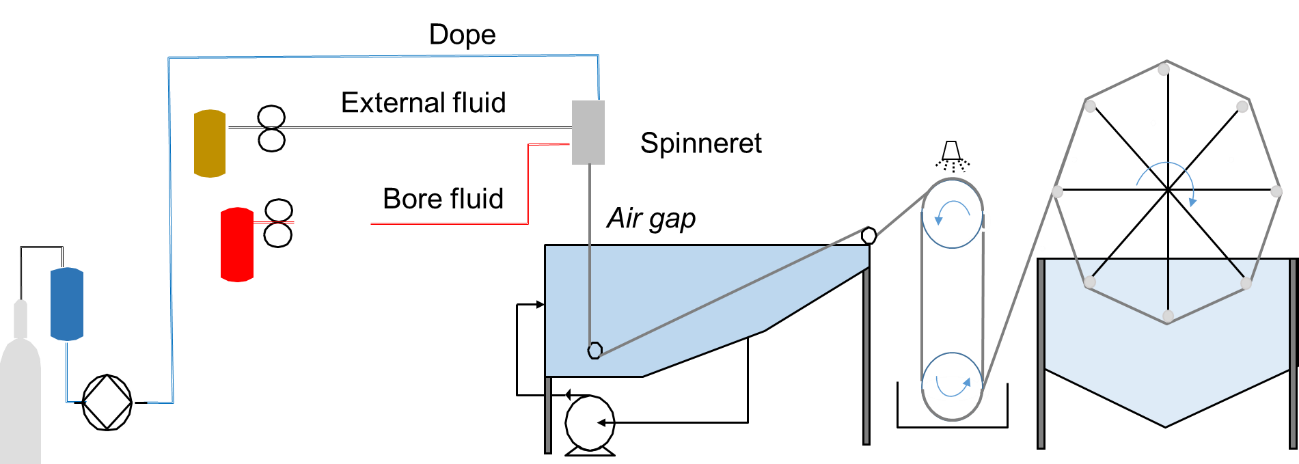 Dope
External fluid
Spinneret
Bore fluid
Air gap